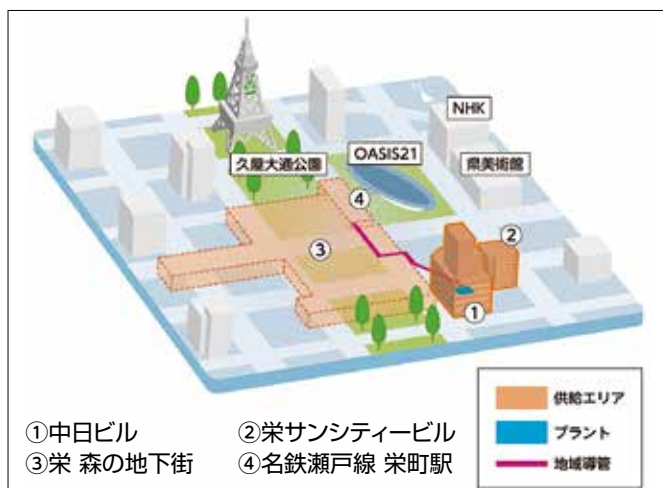 NHK
久屋大通公園
OASIS21
県美術館
④
②
③
①
①中日ビル ②栄サンシティービル
③栄 森の地下街 ④名鉄瀬戸線 栄町駅
供給エリア
プラント
地域導管